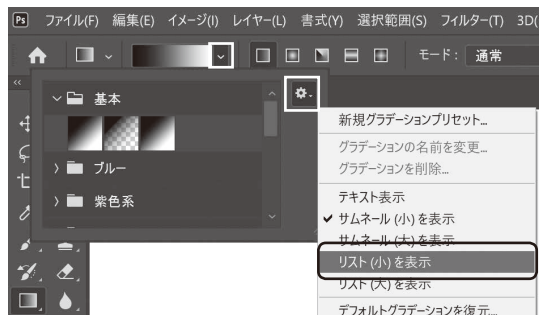 Ps ファイル(F) 編集(E) イメージ(I) レイヤー(L) 書式(Y) 選択範囲(S) フィルター(T) 3D(
モード： 通常
基本
ブルー
紫色系
新規グラデーションプリセット...
グラデーションの名前を変更...
グラデーションを削除...
テキスト表示
サムネール (小) を表示
サムネール (大) を表示
リスト (小) を表示
リスト (大) を表示
デフォルトグラデーションを復元...